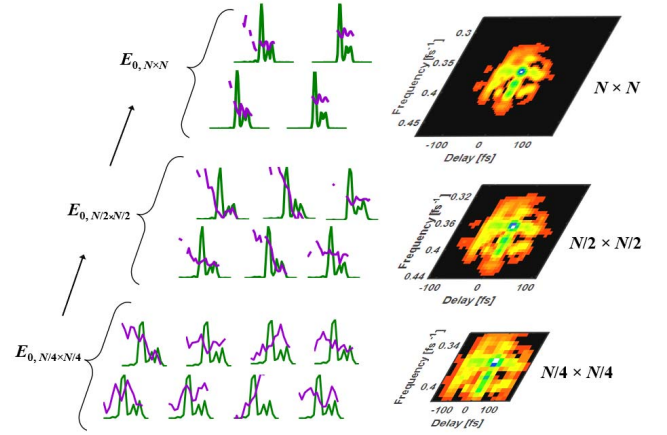 E0, N×N
0.3
0.35
0.4
0.45
Frequency [fs-1]
-100
0
100
Delay [fs]
N × N
E0, N/2×N/2
0.32
0.36
0.4
0.44
Frequency [fs-1]
-100
0
100
Delay [fs]
N/2 × N/2
E0, N/4×N/4
0.34
0.4
Frequency [fs-1]
-100
0
100
Delay [fs]
N/4 × N/4